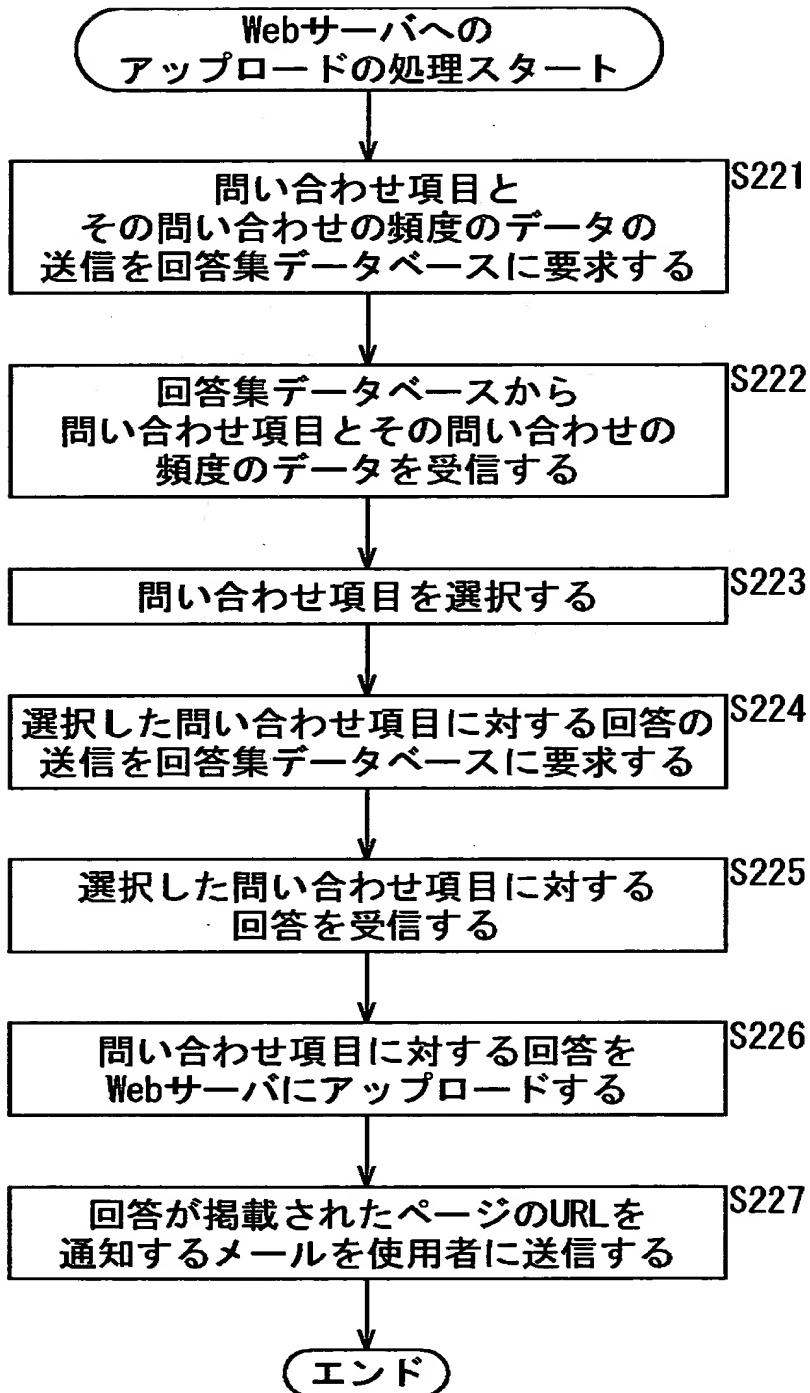 Webサーバへの
アップロードの処理スタート
S221
問い合わせ項目と
その問い合わせの頻度のデータの
送信を回答集データベースに要求する
S222
回答集データベースから
問い合わせ項目とその問い合わせの
頻度のデータを受信する
S223
問い合わせ項目を選択する
S224
選択した問い合わせ項目に対する回答の
送信を回答集データベースに要求する
S225
選択した問い合わせ項目に対する
回答を受信する
S226
問い合わせ項目に対する回答を
Webサーバにアップロードする
S227
回答が掲載されたページのURLを
通知するメールを使用者に送信する
エンド